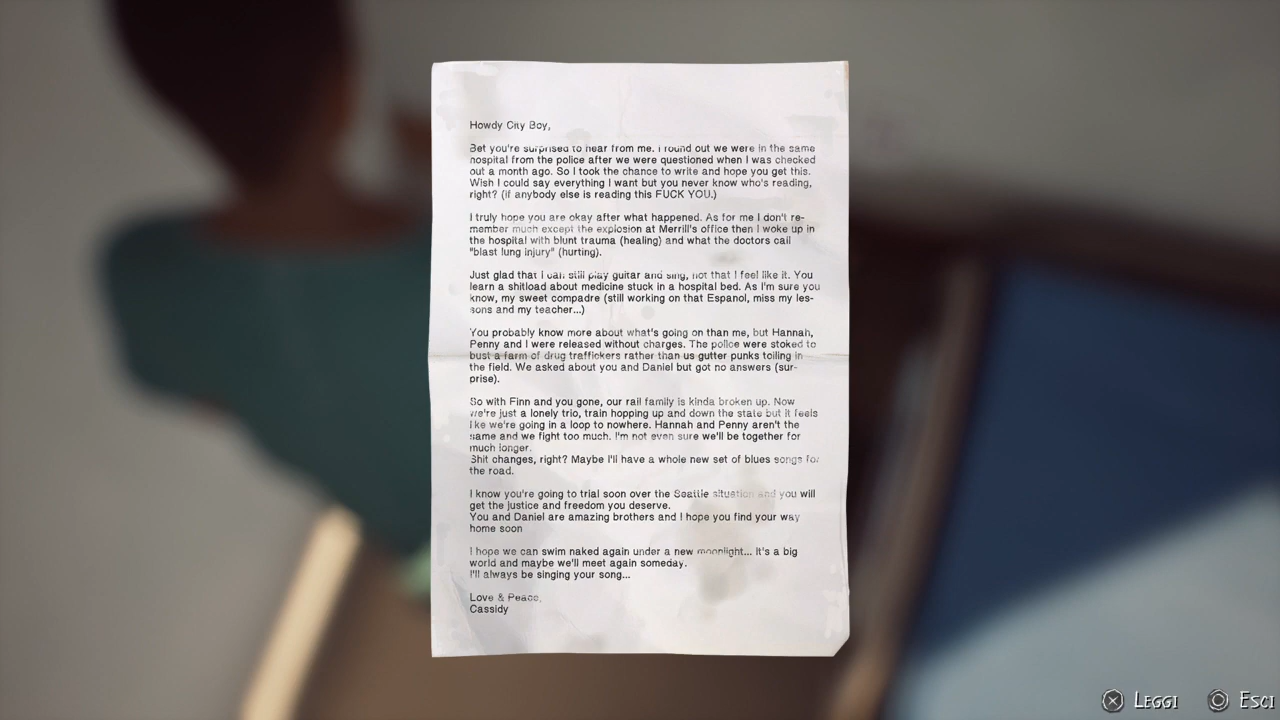 Howdy City Boy,
Bet you're surprised to hear from me. I found out we were in the same
hospital from the police after we were questioned when I was checked
out a month ago. So I took the chance to write and hope you get this.
Wish I could say everything I want but you never know who's reading,
right? (if anybody else is reading this FUCK YOU.)
I truly hope you are okay after what happened. As for me I don't re-
member much except the explosion at Merrill's office then I woke up in
the hospital with blunt trauma (healing) and what the doctors call
"blast lung injury" (hurting).
Just glad that I can still play guitar and sing, not that I feel like it. You
learn a shitload about medicine stuck in a hospital bed. As I'm sure you
know, my sweet compadre (still working on that Espanol, miss my les-
sons and my teacher...)
You probably know more about what's going on than me, but Hannah,
Penny and I were released without charges. The police were stoked to
bust a farm of drug traffickers rather than us gutter punks toiling in
the field. We asked about you and Daniel but got no answers (sur-
prise).
So with Finn and you gone, our rail family is kinda broken up. Now
we're just a lonely trio, train hopping up and down the state but it feels
like we're going in a loop to nowhere. Hannah and Penny aren't the
same and we fight too much. I'm not even sure we'll be together for
much longer.
Shit changes, right? Maybe I'll have a whole new set of blues songs for
the road.
I know you're going to trial soon over the Seattle situation and you will
get the justice and freedom you deserve.
You and Daniel are amazing brothers and I hope you find your way
home soon
I hope we can swim naked again under a new moonlight... It's a big
world and maybe we'll meet again someday.
I'll always be singing your song...
Love & Peace,
Cassidy
Leggi
Esci